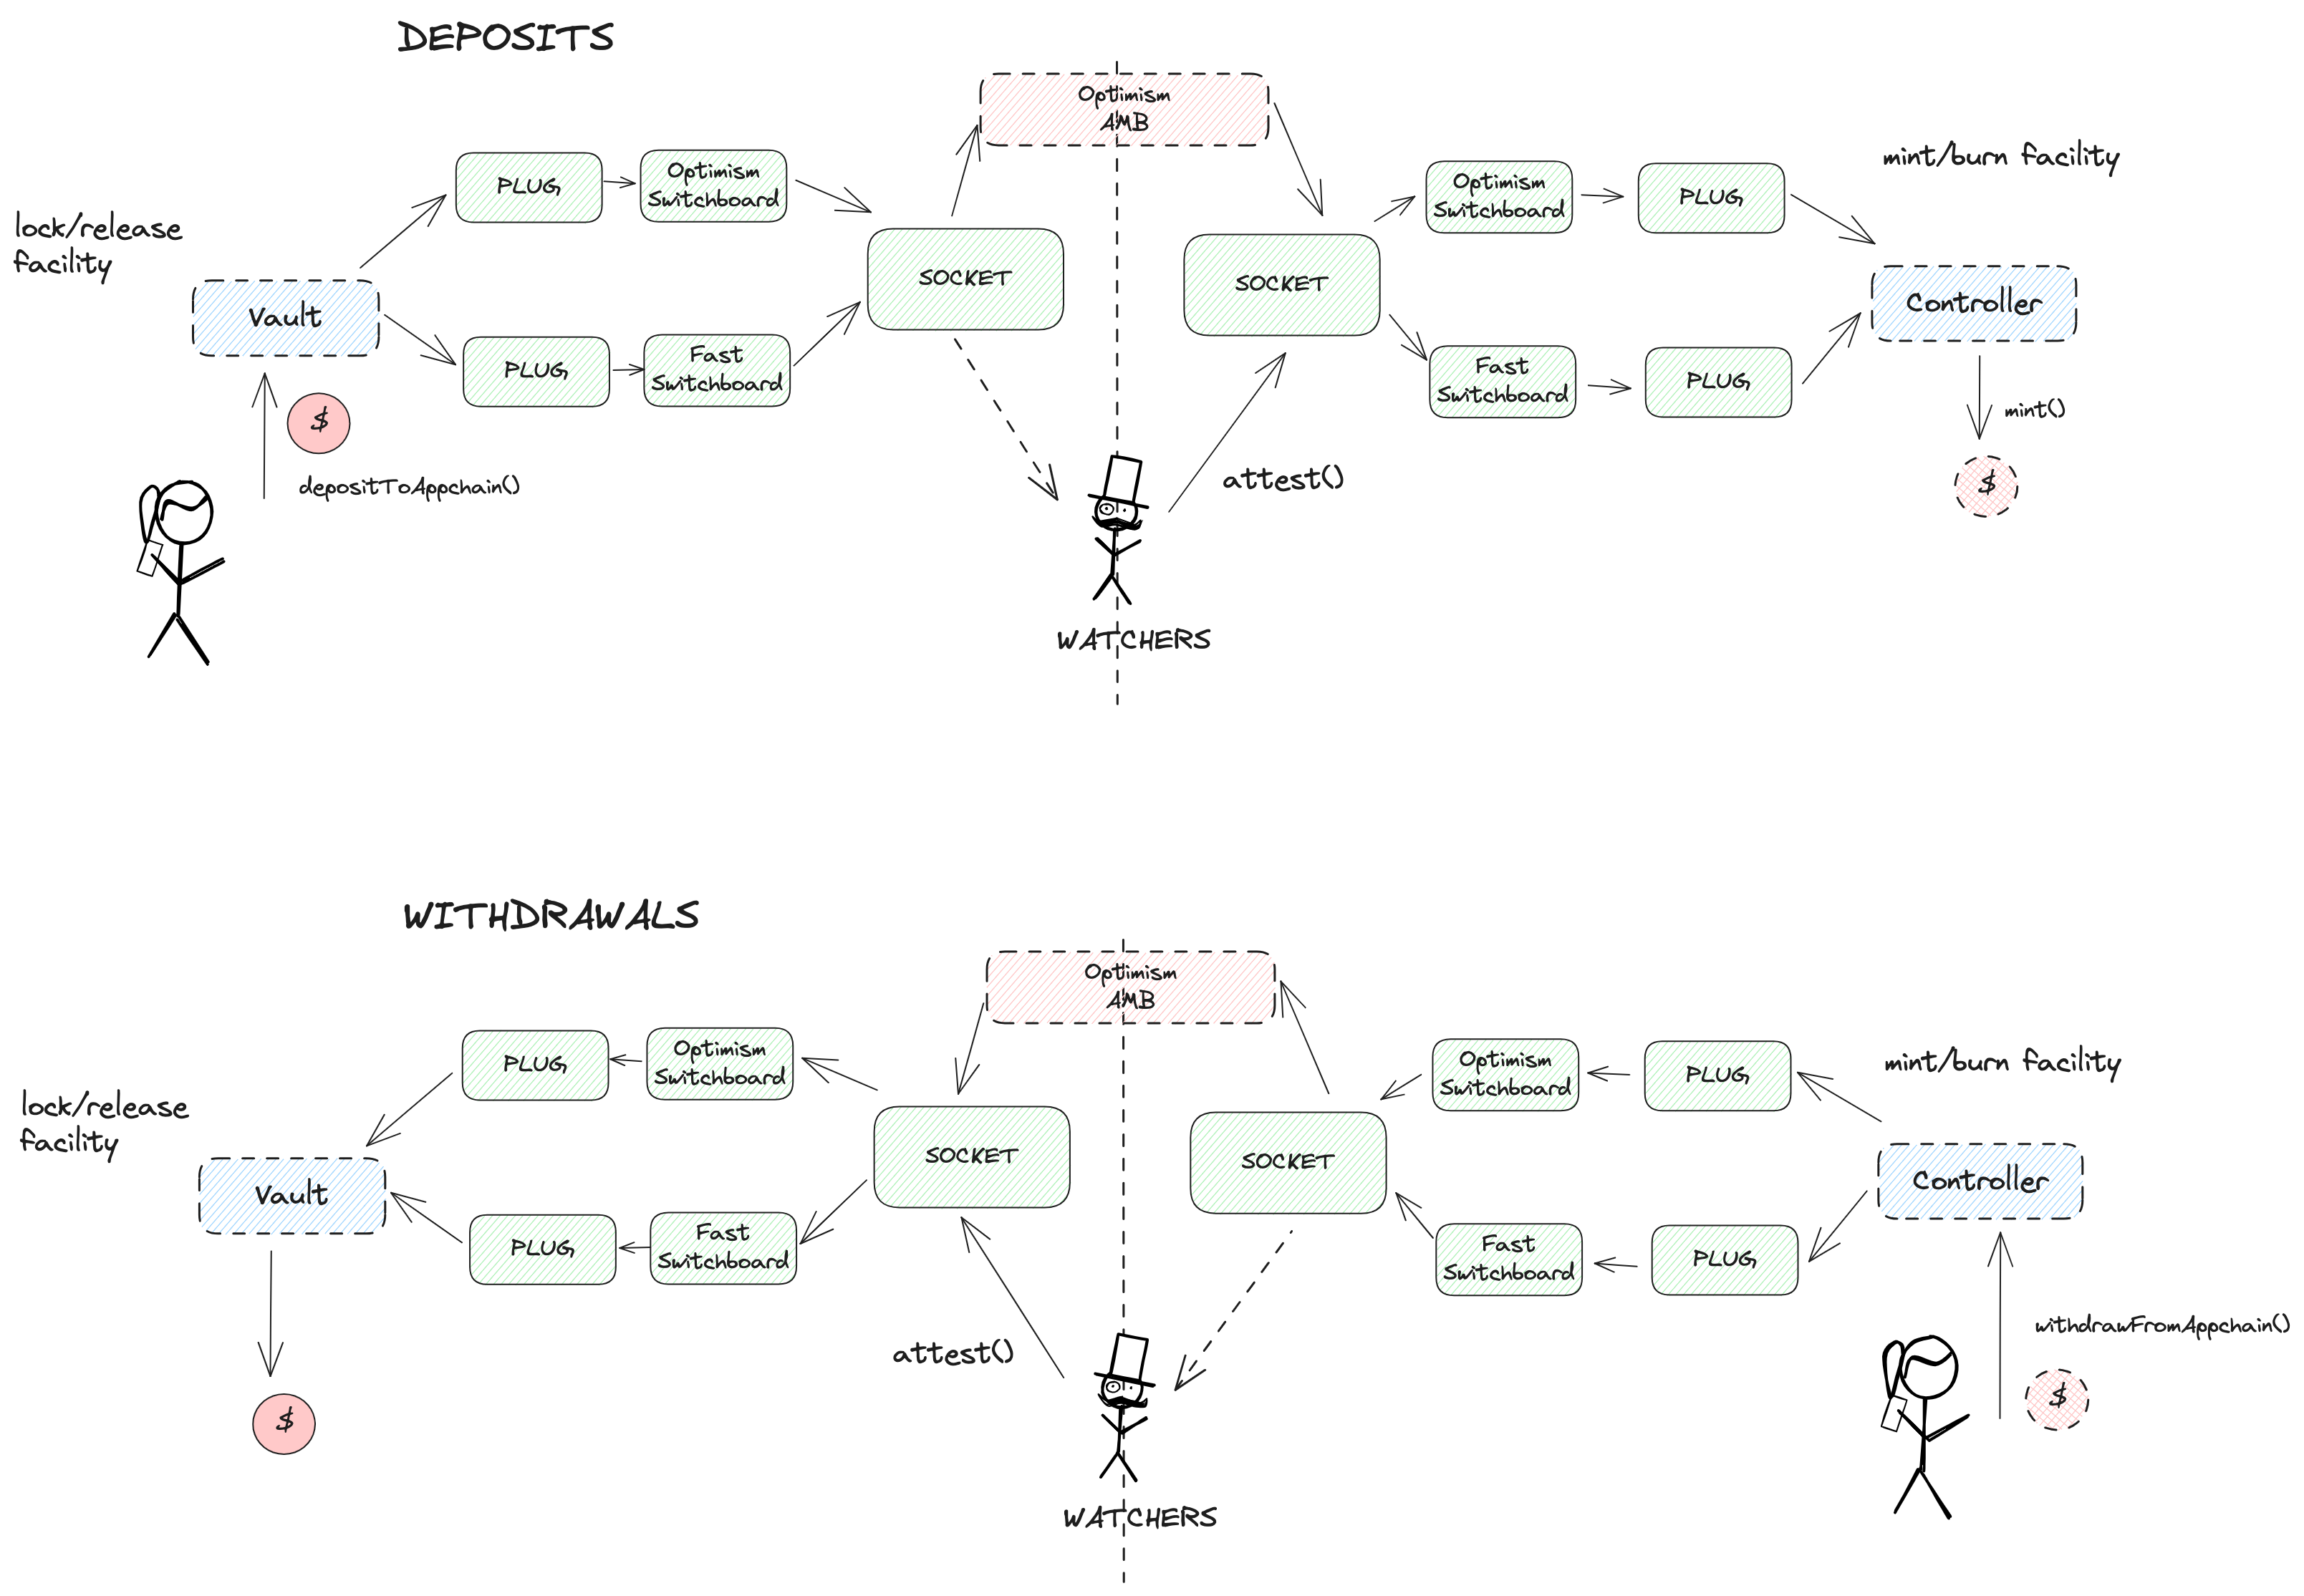 DEPOSITS
Optimism
AMB
lock/release
facility
PLUG
Optimism
Switchboard
SOCKET
Vault
PLUG
Fast
Switchboard
$
depositToAppchain()
SOCKET
Optimism
Switchboard
PLUG
mint/burn facility
Controller
Fast
Switchboard
PLUG
mint()
$
attest()
WATCHERS
WITHDRAWALS
Optimism
AMB
lock/release
facility
PLUG
Optimism
Switchboard
SOCKET
Vault
PLUG
Fast
Switchboard
$
attest()
WATCHERS
SOCKET
Optimism
Switchboard
PLUG
mint/burn facility
Controller
Fast
Switchboard
PLUG
withdrawFromAppchain()
$